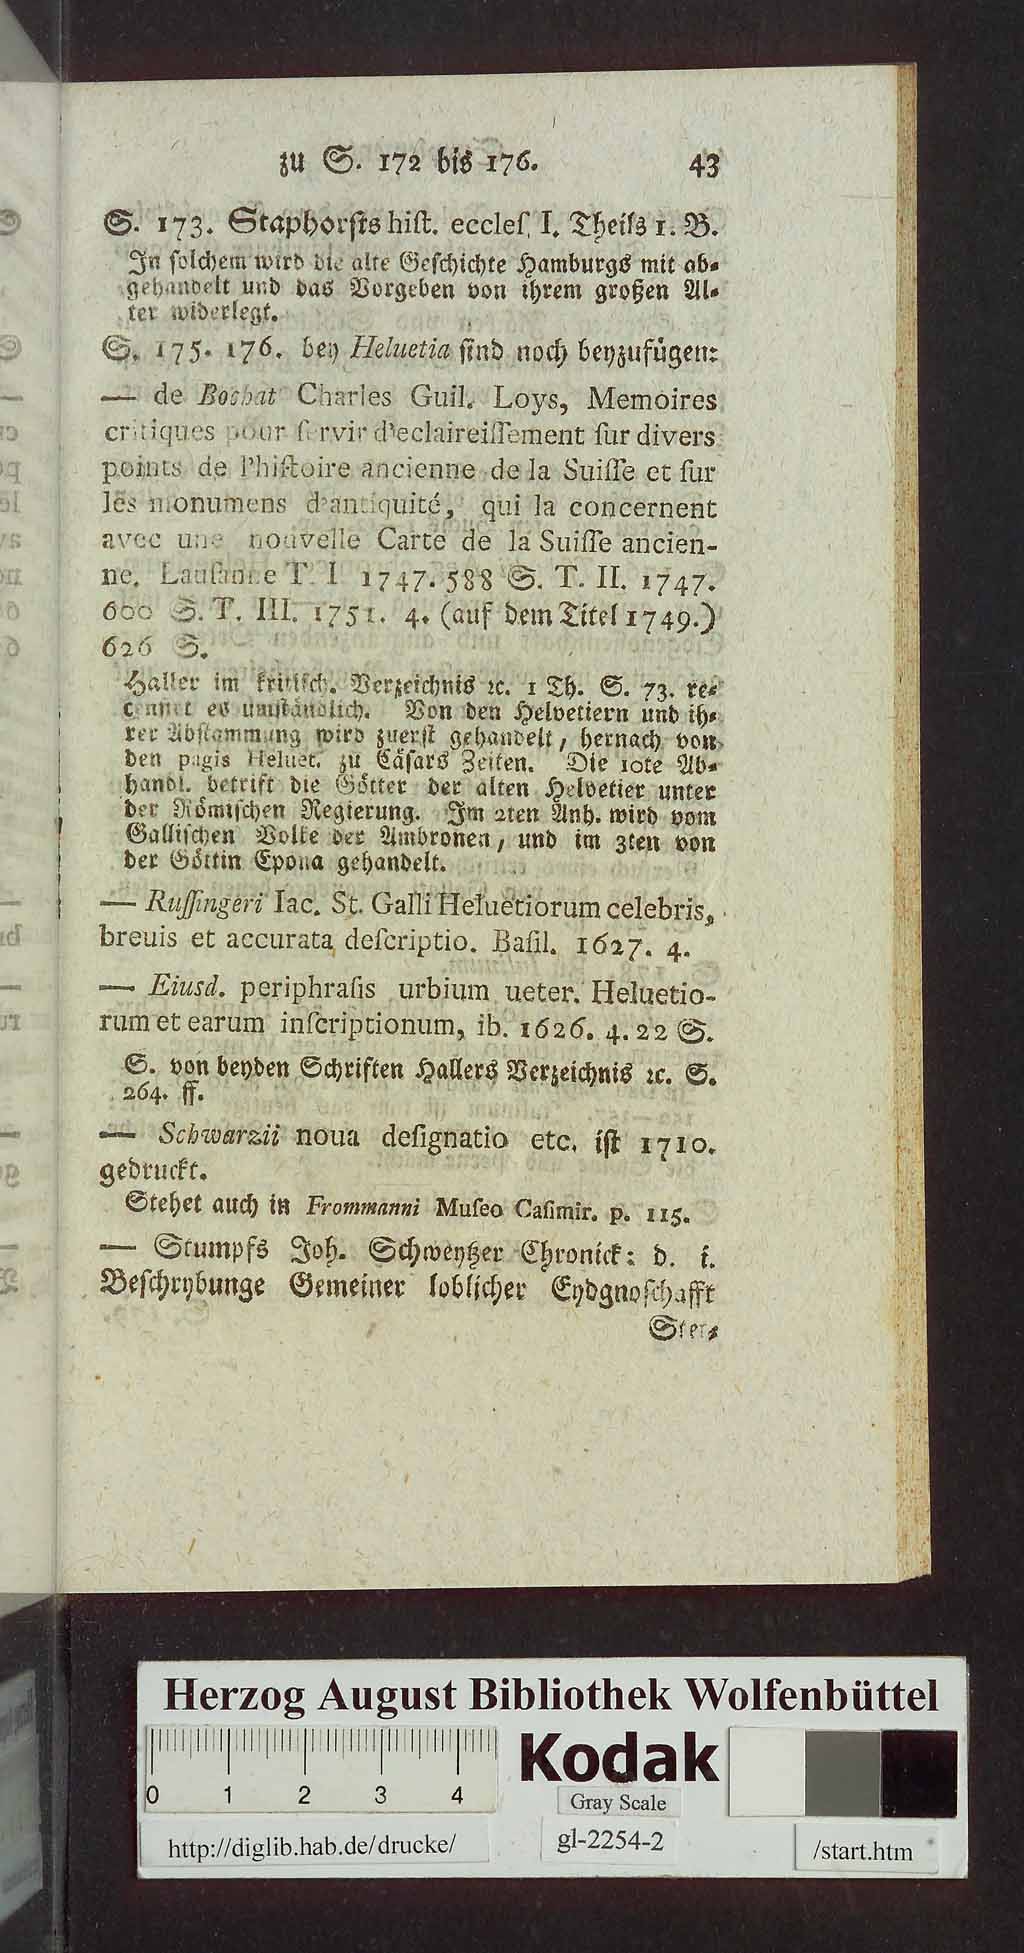 zu S. 172 bis 176. 43
S. 173. Staphorsts hiſt. eccleſ. I. Theils 1. B.
In ſolchem wird die alte Geſchichte Hamburgs mit ab⸗
gehandelt und das Vorgeben von ihrem großen Al⸗
ter widerlegt.
S. 175. 176. bey Heluetia ſind noch beyzufügen:
— de Bochat Charles Guil. Loys, Memoires
critiques pour ſervir d'eclaireiſſement ſur divers
points de l'hiſtoire ancienne de la Suiſſe et ſur
les monumens d'antiquité, qui la concernent
avec une nouvelle Carte de la Suiſſe ancien-
ne. Lauſanne T. I 1747. 588 S. T. II. 1747.
600 S. T. III. 1751. 4. (auf dem Titel 1749.)
626 S.
Haller im kritiſch. Verzeichnis ꝛc. 1 Th. S. 73. re⸗
cenſirt es umſtändlich. Von den Helvetiern und ih⸗
rer Abſtammung wird zuerſt gehandelt, hernach von
den pagis Heluet. zu Cäſars Zeiten. Die 10te Ab⸗
handl. betrift die Götter der alten Helvetier unter
der Römiſchen Regierung. Im 2ten Anh. wird vom
Galliſchen Volke der Ambronen, und im 3ten von
der Göttin Epona gehandelt.
— Ruſſingeri Iac. St. Galli Heluetiorum celebris,
breuis et accurata deſcriptio. Baſil. 1627. 4.
— Eiusd. periphraſis urbium ueter. Heluetio-
rum et earum inſcriptionum, ib. 1626. 4. 22 S.
S. von beyden Schriften Hallers Verzeichnis ꝛc. S.
264. ff.
— Schwarzii noua deſignatio etc. iſt 1710.
gedruckt.
Stehet auch in Frommanni Muſeo Caſimir. p. 115.
— Stumpfs Joh. Schweytzer Chronick: d. i.
Beſchrybunge Gemeiner loblicher Eydgnoſchafft
Ster⸗
Herzog August Bibliothek Wolfenbüttel
0 1 2 3 4
Kodak
Gray Scale
http://diglib.hab.de/drucke/
gl-2254-2
/start.htm